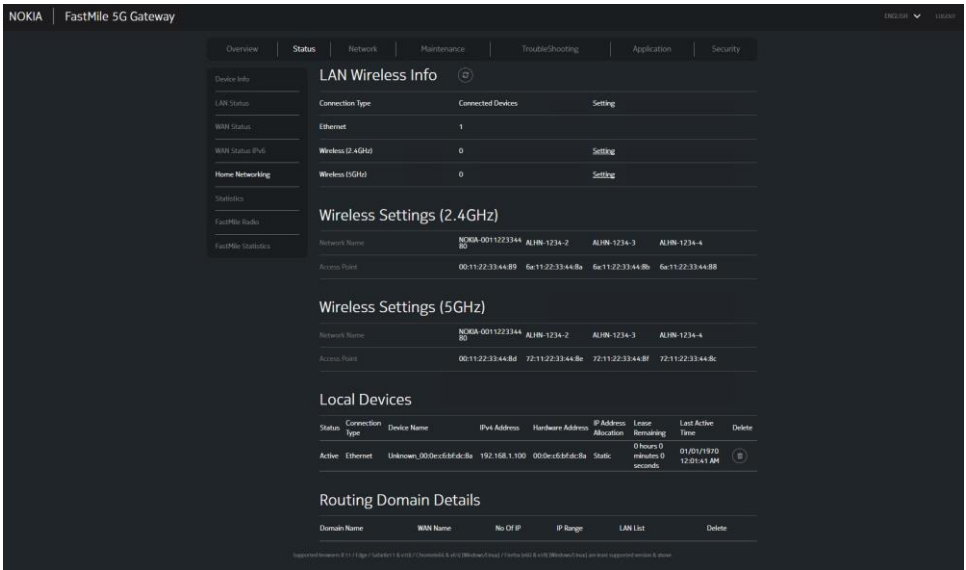 NOKIA FastMile 5G Gateway ENGLISH LOGOUT
Overview Status Network Maintenance TroubleShooting Application Security
Device Info
LAN Status
WAN Status
WAN Status IPv6
Home Networking
Statistics
FastMile Radio
FastMile Statistics
LAN Wireless Info
Connection Type Connected Devices Setting
Ethernet 1
Wireless (2.4GHz) 0 Setting
Wireless (5GHz) 0 Setting
Wireless Settings (2.4GHz)
Network Name NOKIA-0011223344 ALHN-1234-2 ALHN-1234-3 ALHN-1234-4
80
Access Point 00:11:22:33:44:89 6a:11:22:33:44:8a 6a:11:22:33:44:8b 6a:11:22:33:44:88
Wireless Settings (5GHz)
Network Name NOKIA-0011223344 ALHN-1234-2 ALHN-1234-3 ALHN-1234-4
80
Access Point 00:11:22:33:44:8d 72:11:22:33:44:8e 72:11:22:33:44:8f 72:11:22:33:44:8c
Local Devices
Status Connection Type Device Name IPv4 Address Hardware Address IP Address Allocation Lease Remaining Last Active Time Delete
Active Ethernet Unknown_00:0e:c6:bf:dc:8a 192.168.1.100 00:0e:c6:bf:dc:8a Static 0 hours 0 minutes 0 seconds 01/01/1970 12:01:41 AM
Routing Domain Details
Domain Name WAN Name No Of IP IP Range LAN List Delete